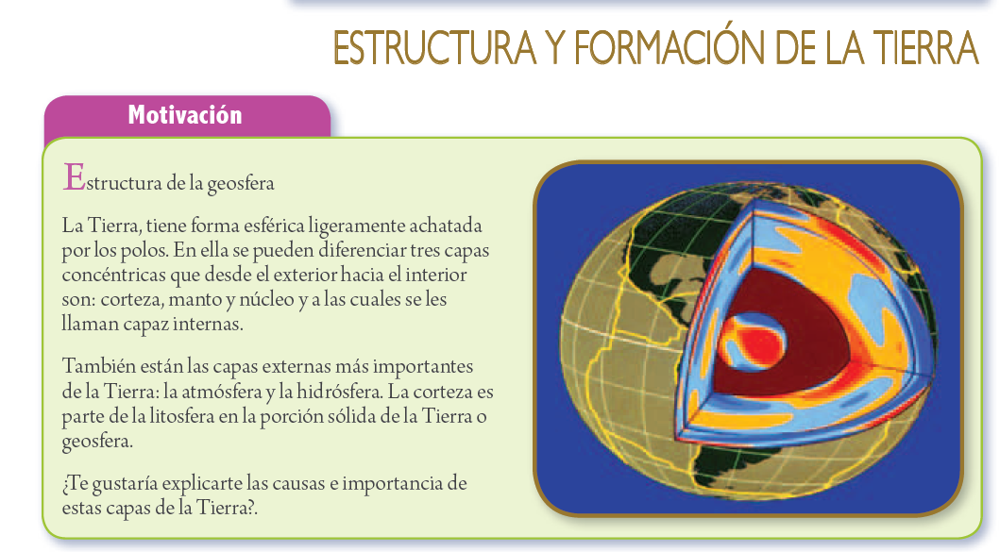 ESTRUCTURA Y FORMACIÓN DE LA TIERRA
Motivación
Estructura de la geosfera
La Tierra, tiene forma esférica ligeramente achatada
por los polos. En ella se pueden diferenciar tres capas
concéntricas que desde el exterior hacia el interior
son: corteza, manto y núcleo y a las cuales se les
llaman capaz internas.
También están las capas externas más importantes
de la Tierra: la atmósfera y la hidrósfera. La corteza es
parte de la litosfera en la porción sólida de la Tierra o
geosfera.
¿Te gustaría explicarte las causas e importancia de
estas capas de la Tierra?.